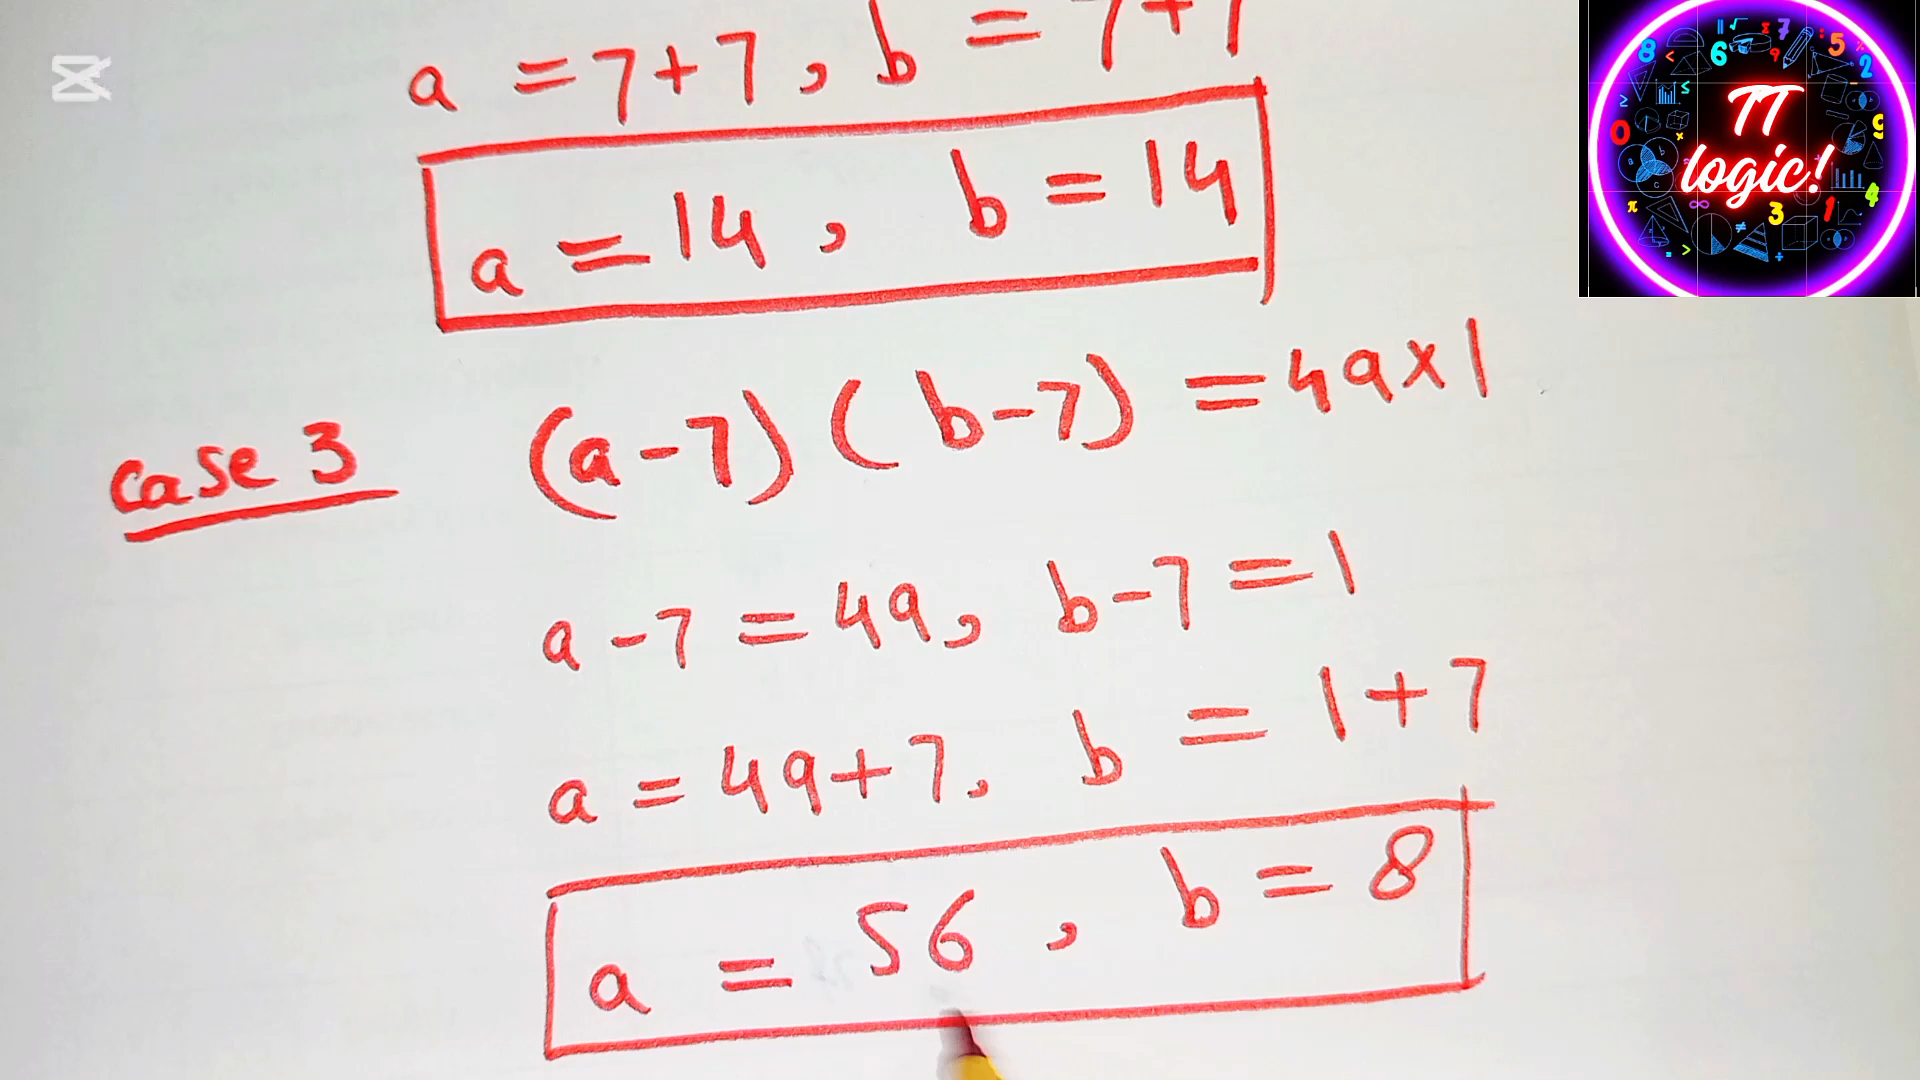 a = 7+7, b = 7+7
a = 14, b = 14
case 3 (a-7)(b-7) = 49×1
a-7 = 49, b-7 = 1
a = 49+7, b = 1+7
a = 56, b = 8
TT
logic!